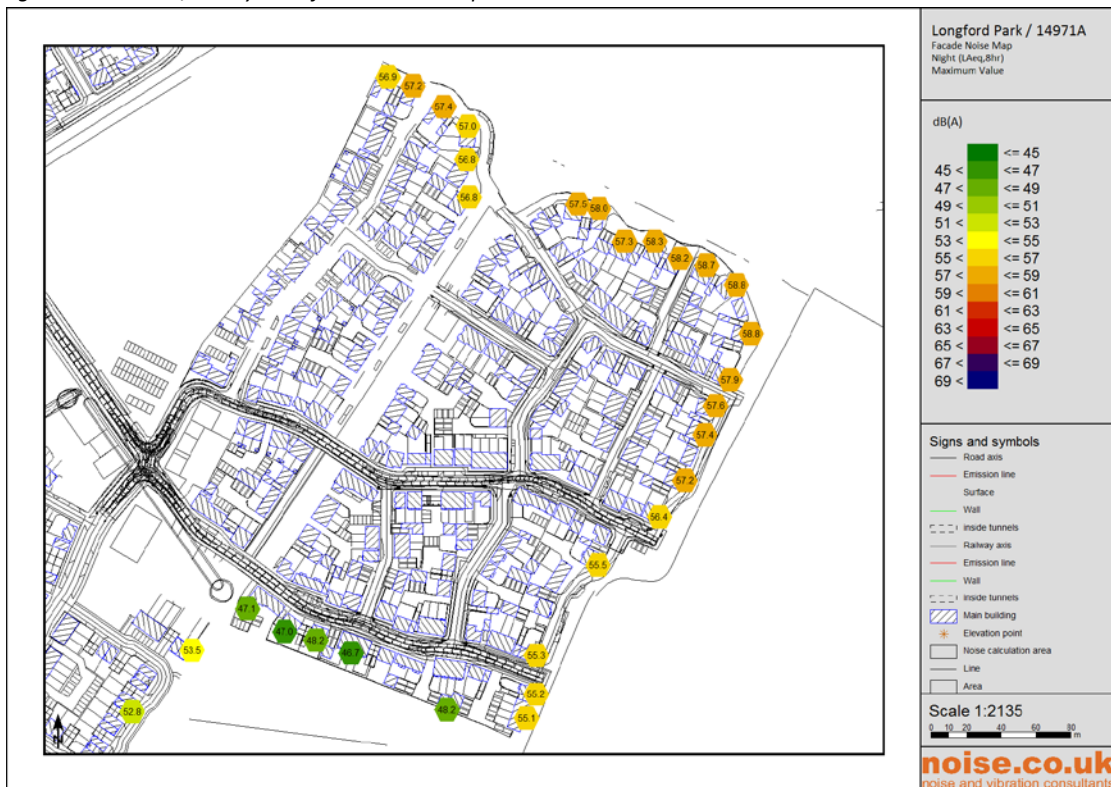 Longford Park / 14971A
Facade Noise Map
Night (LAeq,8hr)
Maximum Value
dB(A)
<= 45
45 < <= 47
47 < <= 49
49 < <= 51
51 < <= 53
53 < <= 55
55 < <= 57
57 < <= 59
59 < <= 61
61 < <= 63
63 < <= 65
65 < <= 67
67 < <= 69
69 <
Signs and symbols
Road axis
Emission line
Surface
Wall
inside tunnels
Railway axis
Emission line
Wall
inside tunnels
Main building
Elevation point
Noise calculation area
Line
Area
Scale 1:2135
0 10 20 40 60 80
m
noise.co.uk
noise and vibration consultants
56.9
57.2
57.4
57.0
56.8
56.8
57.5
58.0
57.3
58.3
58.2
58.7
58.8
58.8
57.9
57.6
57.4
57.2
56.4
55.5
47.1
47.0
48.2
46.7
53.5
55.3
55.2
48.2
52.8
55.1